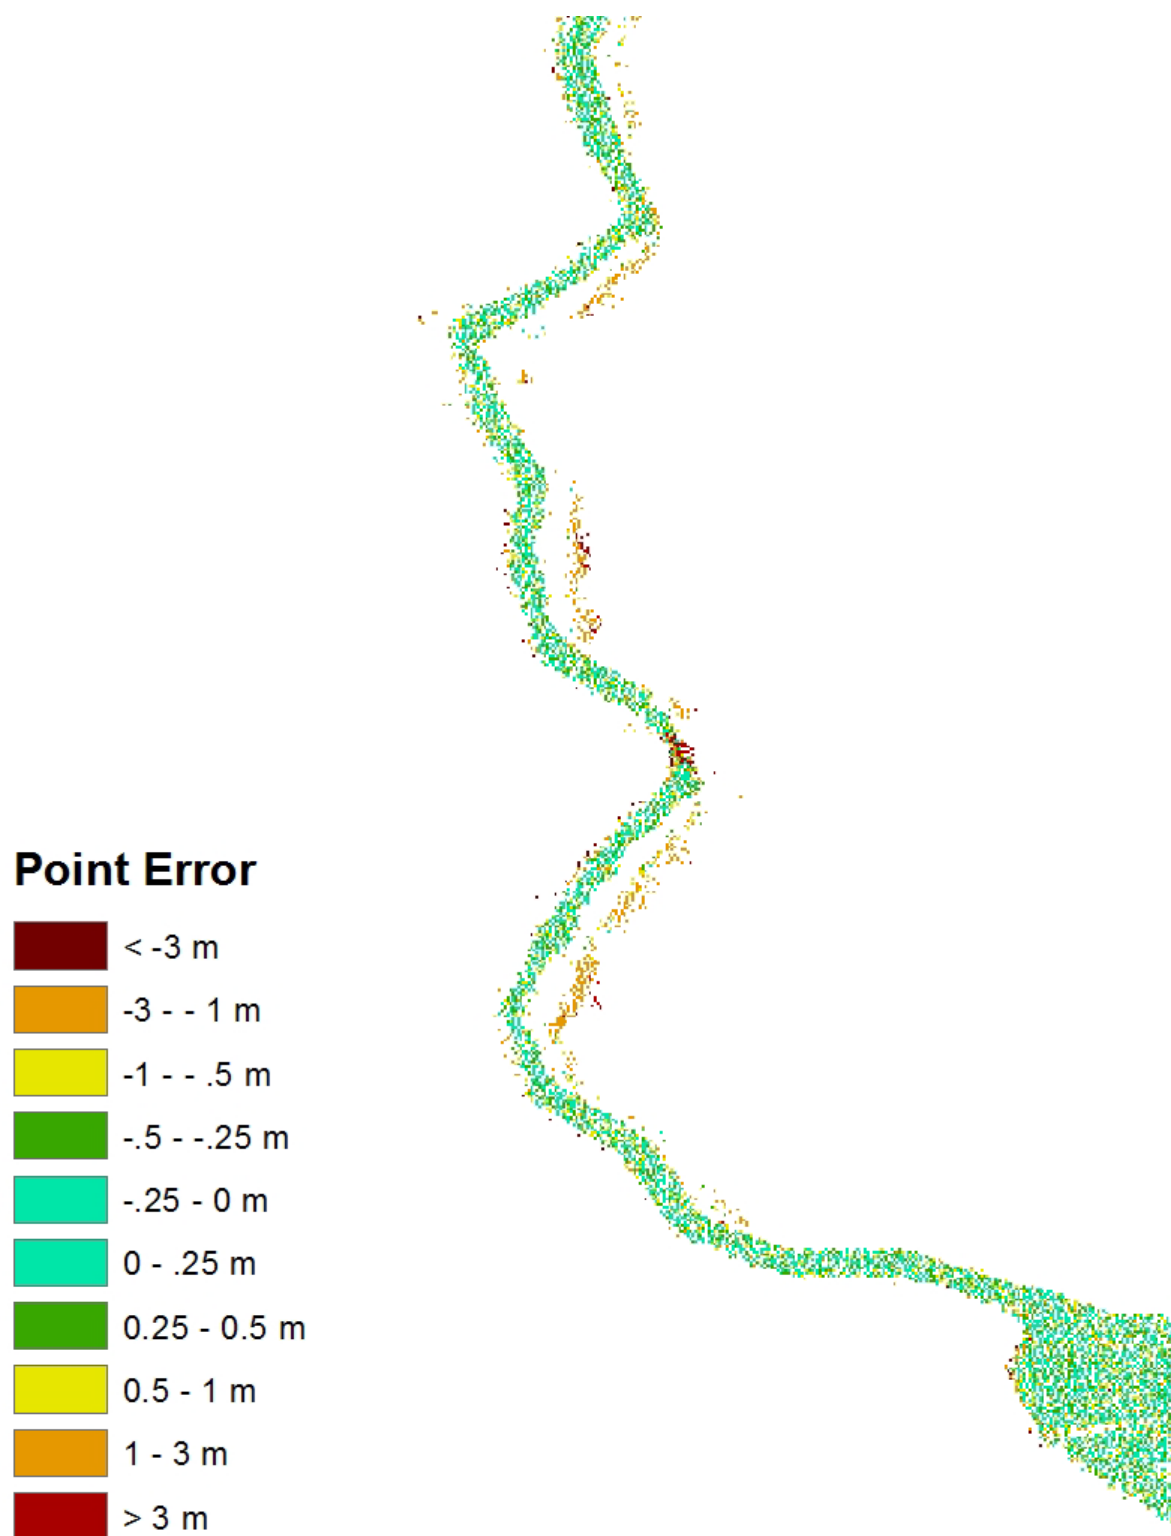 Point Error
< -3 m
-3 - - 1 m
-1 - - .5 m
-.5 - -.25 m
-.25 - 0 m
0 - .25 m
0.25 - 0.5 m
0.5 - 1 m
1 - 3 m
> 3 m